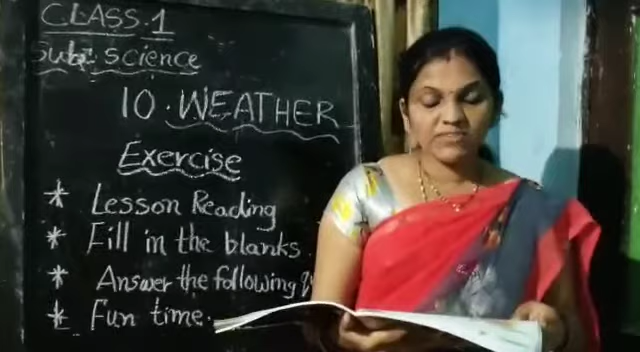 CLASS. 1
Sub: science
10. WEATHER
Exercise
* Lesson Reading
* Fill in the blanks.
* Answer the following
* Fun time.